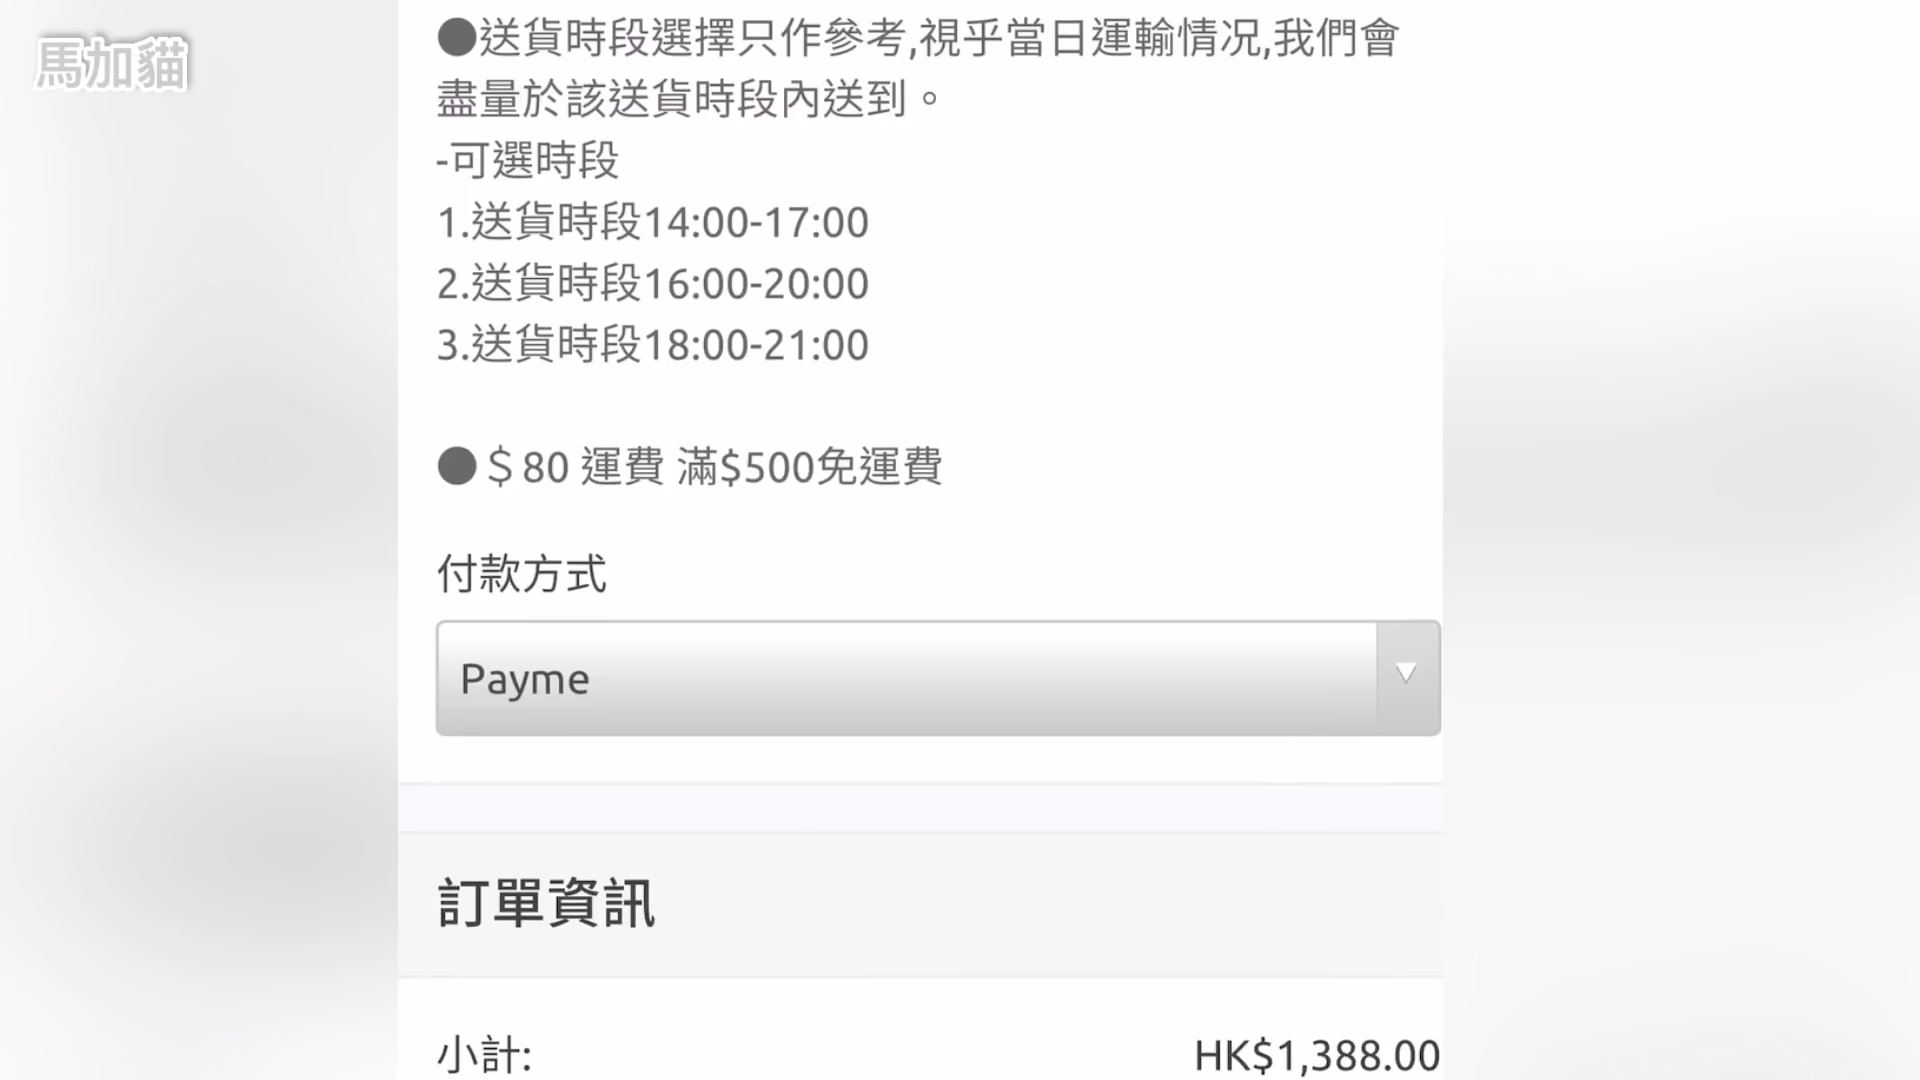 馬加貓
●送貨時段選擇只作參考,視乎當日運輸情況,我們會
盡量於該送貨時段內送到。
-可選時段
1.送貨時段14:00-17:00
2.送貨時段16:00-20:00
3.送貨時段18:00-21:00
●＄80 運費 滿$500免運費
付款方式
Payme
訂單資訊
小計:
HK$1,388.00